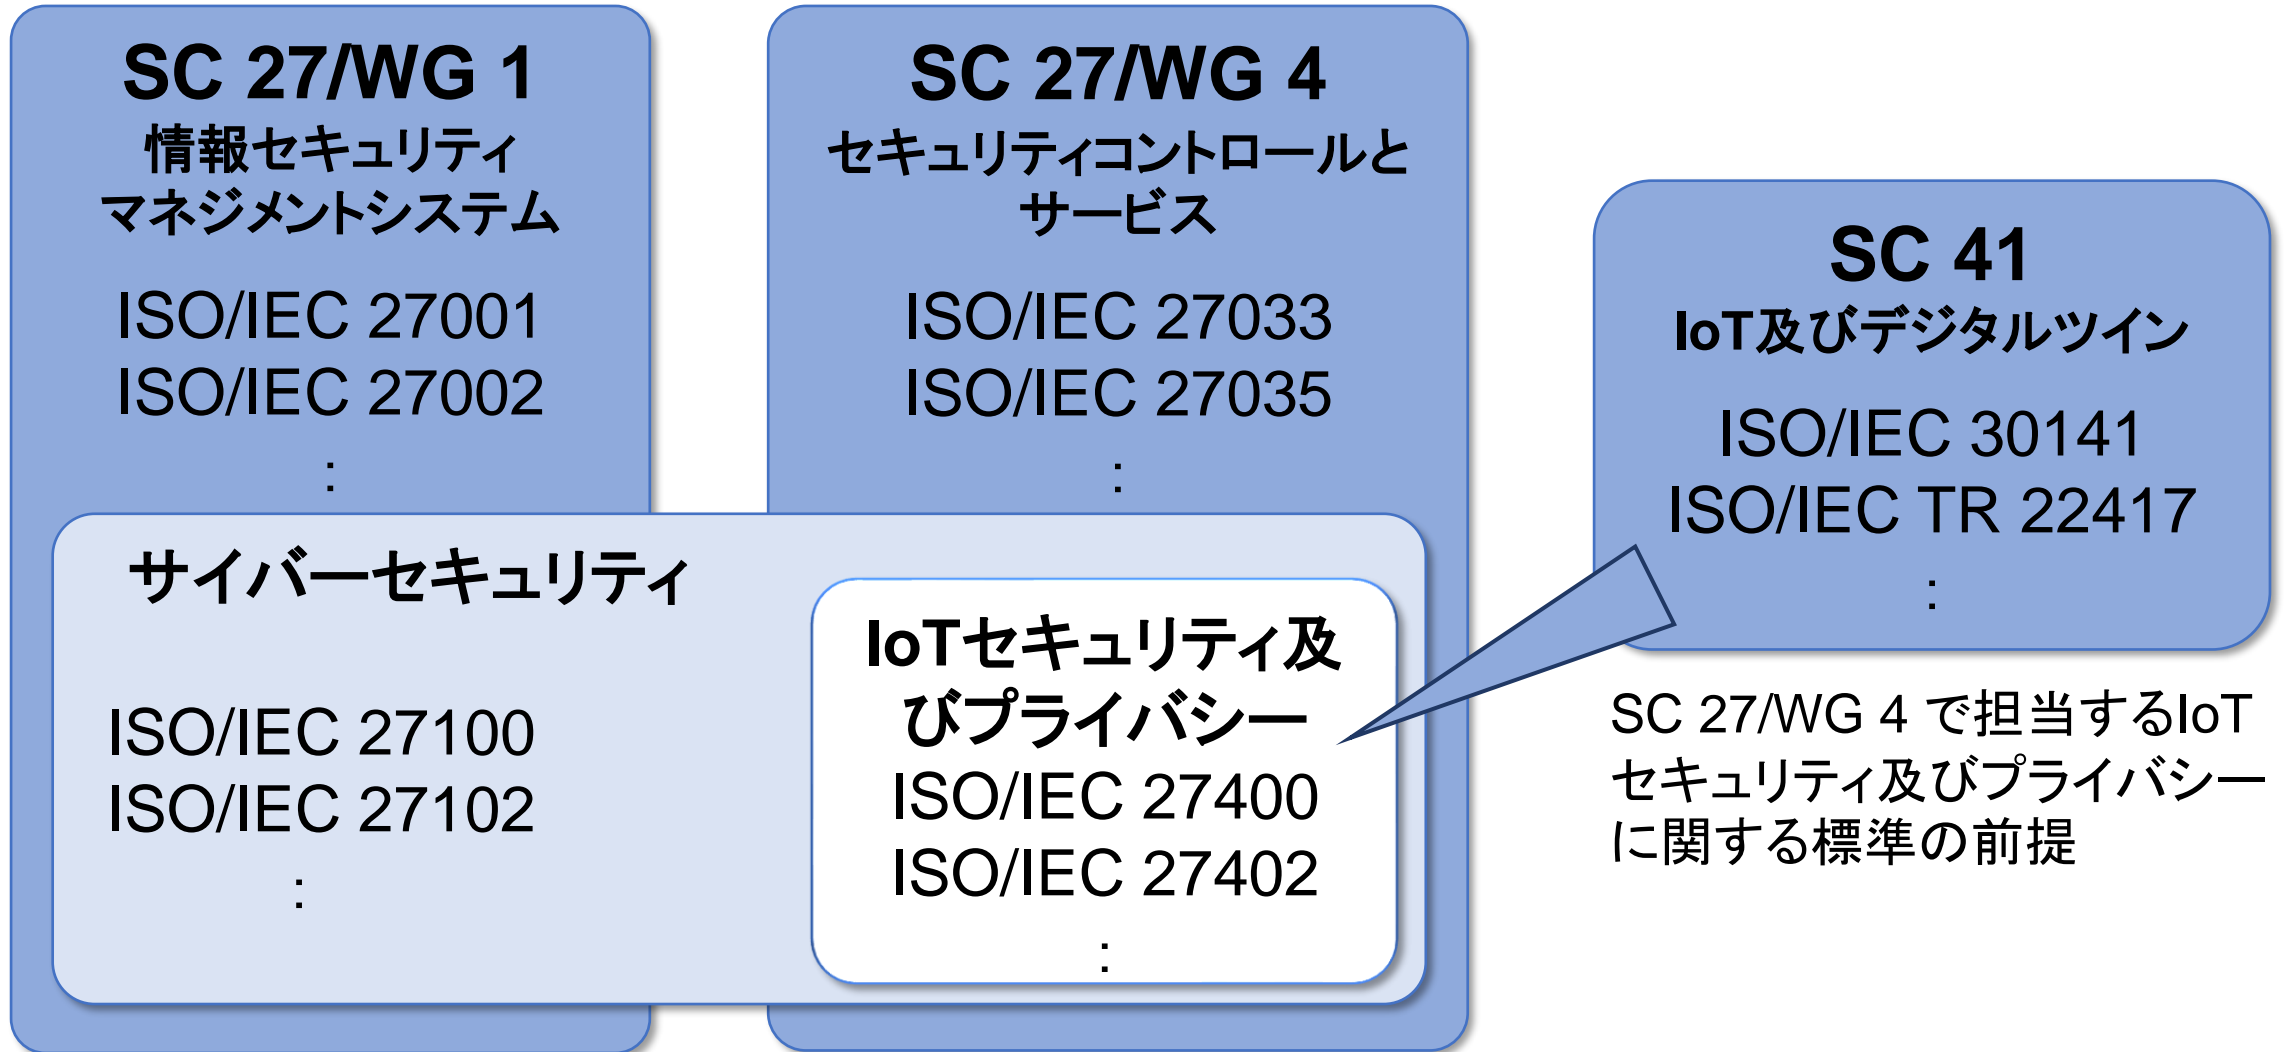 SC 27/WG 1
情報セキュリティ
マネジメントシステム
ISO/IEC 27001
ISO/IEC 27002
:
SC 27/WG 4
セキュリティコントロールと
サービス
ISO/IEC 27033
ISO/IEC 27035
:
サイバーセキュリティ
ISO/IEC 27100
ISO/IEC 27102
:
IoTセキュリティ及
びプライバシー
ISO/IEC 27400
ISO/IEC 27402
:
SC 41
IoT及びデジタルツイン
ISO/IEC 30141
ISO/IEC TR 22417
:
SC 27/WG 4 で担当するIoT
セキュリティ及びプライバシー
に関する標準の前提